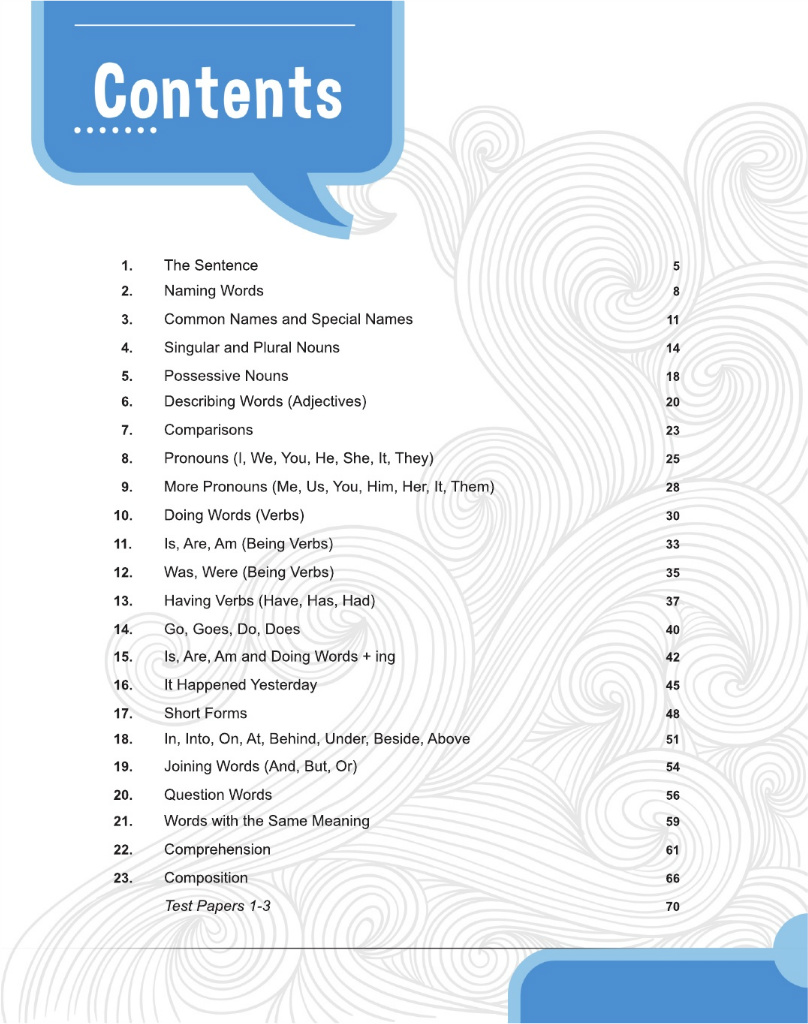 Contents
1. The Sentence 5
2. Naming Words 8
3. Common Names and Special Names 11
4. Singular and Plural Nouns 14
5. Possessive Nouns 18
6. Describing Words (Adjectives) 20
7. Comparisons 23
8. Pronouns (I, We, You, He, She, It, They) 25
9. More Pronouns (Me, Us, You, Him, Her, It, Them) 28
10. Doing Words (Verbs) 30
11. Is, Are, Am (Being Verbs) 33
12. Was, Were (Being Verbs) 35
13. Having Verbs (Have, Has, Had) 37
14. Go, Goes, Do, Does 40
15. Is, Are, Am and Doing Words + ing 42
16. It Happened Yesterday 45
17. Short Forms 48
18. In, Into, On, At, Behind, Under, Beside, Above 51
19. Joining Words (And, But, Or) 54
20. Question Words 56
21. Words with the Same Meaning 59
22. Comprehension 61
23. Composition 66
Test Papers 1-3 70